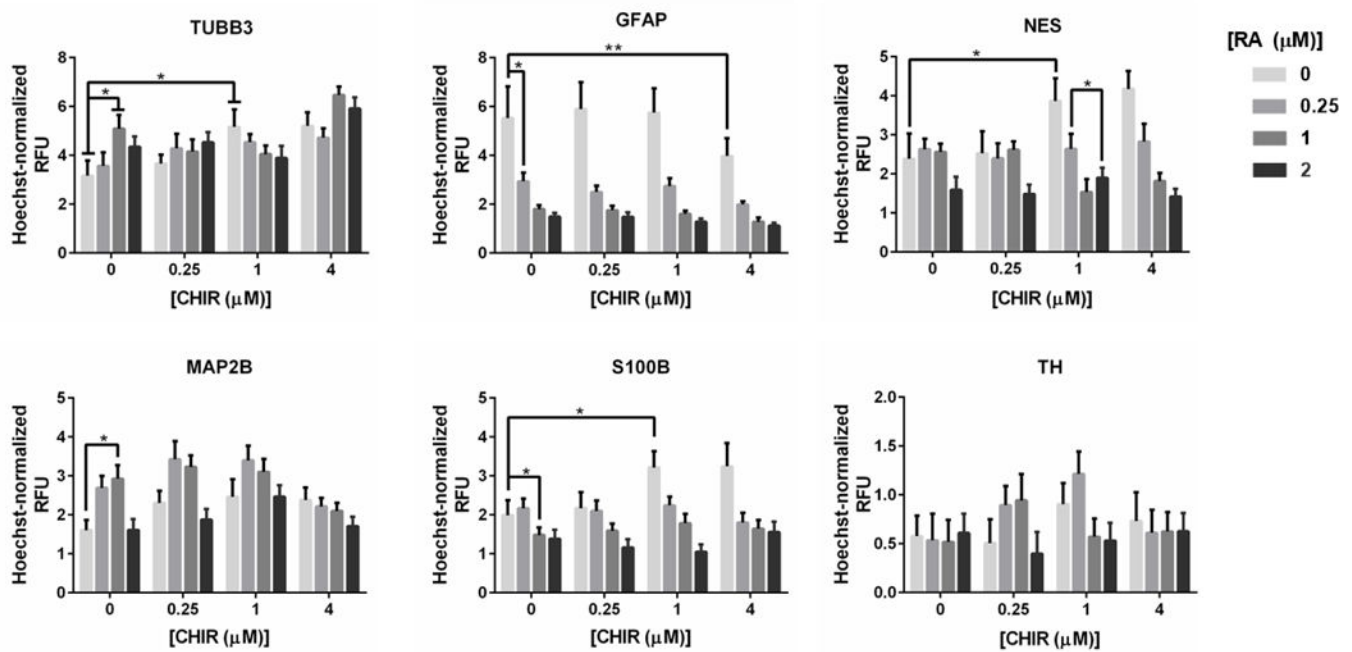 TUBB3
Hoechst-normalized
RFU
8
6
4
2
0
*
*
0 0.25 1 4
[CHIR (μM)]
GFAP
Hoechst-normalized
RFU
8
6
4
2
0
**
*
0 0.25 1 4
[CHIR (μM)]
NES
Hoechst-normalized
RFU
5
4
3
2
1
0
*
*
0 0.25 1 4
[CHIR (μM)]
[RA (μM)]
0
0.25
1
2
MAP2B
Hoechst-normalized
RFU
5
4
3
2
1
0
*
0 0.25 1 4
[CHIR (μM)]
S100B
Hoechst-normalized
RFU
5
4
3
2
1
0
*
*
0 0.25 1 4
[CHIR (μM)]
TH
Hoechst-normalized
RFU
2.0
1.5
1.0
0.5
0.0
0 0.25 1 4
[CHIR (μM)]